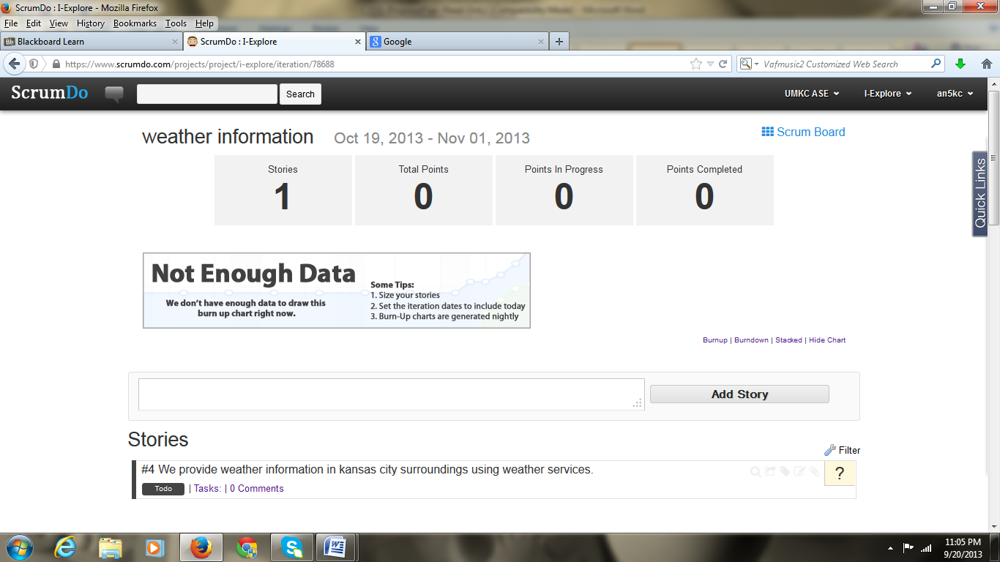 ScrumDo : I-Explore - Mozilla Firefox
File Edit View History Bookmarks Tools Help
Bb Blackboard Learn
ScrumDo : I-Explore
8 Google
https://www.scrumdo.com/projects/project/i-explore/iteration/78688
Vafmusic2 Customized Web Search
ScrumDo
Search
UMKC ASE
I-Explore
an5kc
weather information Oct 19, 2013 - Nov 01, 2013
Scrum Board
Quick Links
Stories
1
Total Points
0
Points In Progress
0
Points Completed
0
Not Enough Data
We don't have enough data to draw this
burn up chart right now.
Some Tips:
1. Size your stories
2. Set the iteration dates to include today
3. Burn-Up charts are generated nightly
Burnup | Burndown | Stacked | Hide Chart
Add Story
Stories
Filter
#4 We provide weather information in kansas city surroundings using weather services.
?
Todo | Tasks: | 0 Comments
11:05 PM
9/20/2013